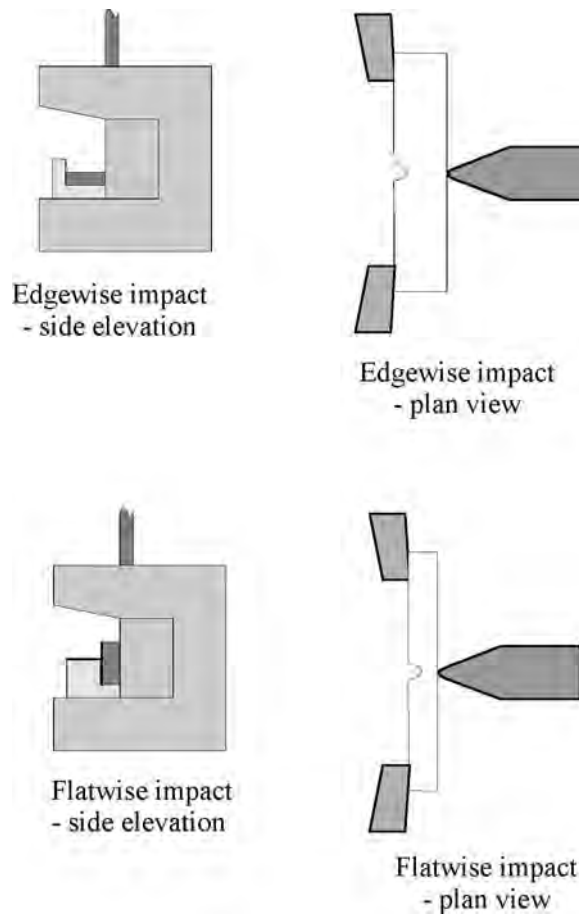 Edgewise impact
- side elevation
Edgewise impact
- plan view
Flatwise impact
- side elevation
Flatwise impact
- plan view